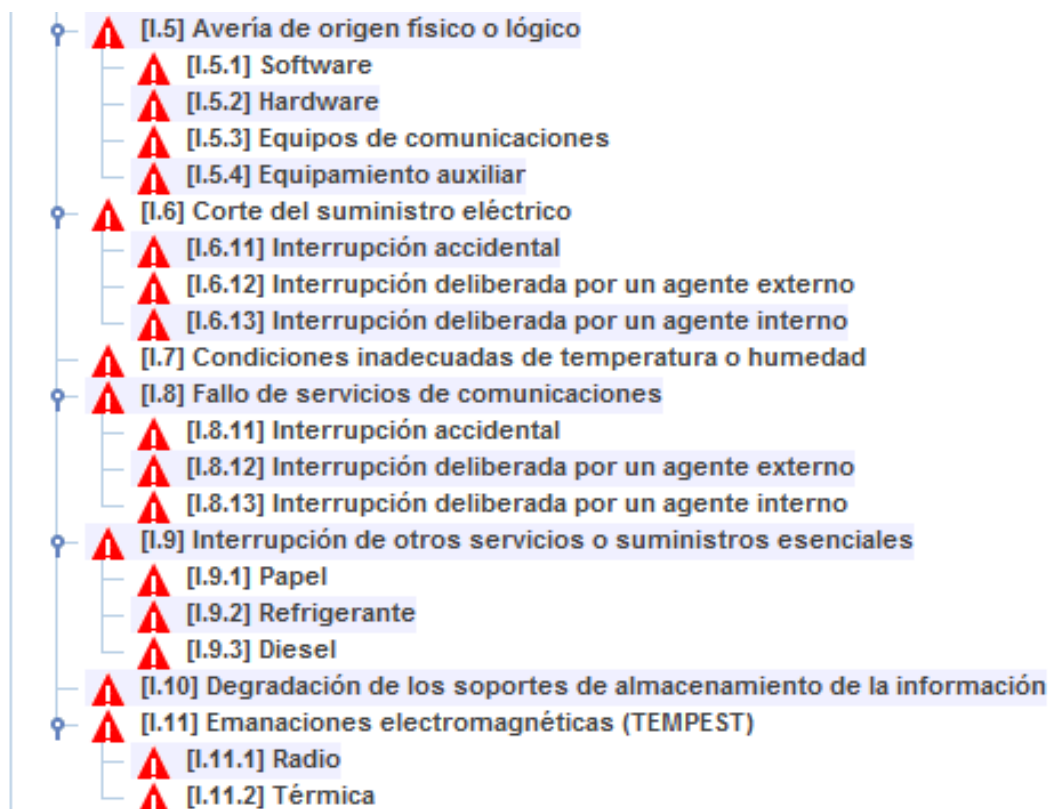 [I.5] Avería de origen físico o lógico
[I.5.1] Software
[I.5.2] Hardware
[I.5.3] Equipos de comunicaciones
[I.5.4] Equipamiento auxiliar
[I.6] Corte del suministro eléctrico
[I.6.11] Interrupción accidental
[I.6.12] Interrupción deliberada por un agente externo
[I.6.13] Interrupción deliberada por un agente interno
[I.7] Condiciones inadecuadas de temperatura o humedad
[I.8] Fallo de servicios de comunicaciones
[I.8.11] Interrupción accidental
[I.8.12] Interrupción deliberada por un agente externo
[I.8.13] Interrupción deliberada por un agente interno
[I.9] Interrupción de otros servicios o suministros esenciales
[I.9.1] Papel
[I.9.2] Refrigerante
[I.9.3] Diesel
[I.10] Degradación de los soportes de almacenamiento de la información
[I.11] Emanaciones electromagnéticas (TEMPEST)
[I.11.1] Radio
[I.11.2] Térmica